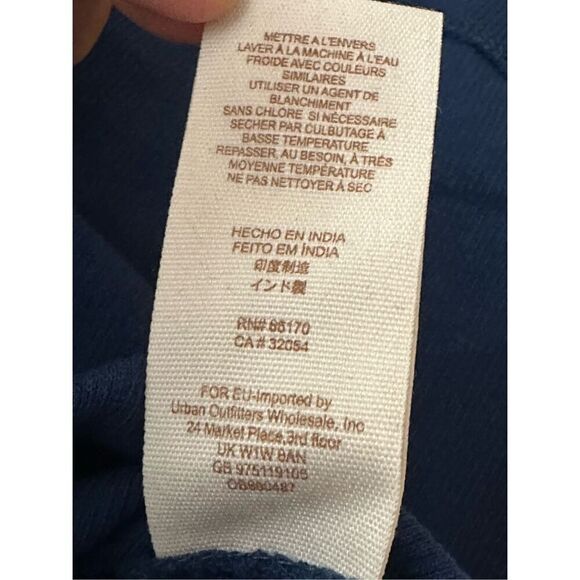 METTRE A L'ENVERS
LAVER À LA MACHINE À L'EAU
FROIDE AVEC COULEURS
SIMILAIRES
UTILISER UN AGENT DE
BLANCHIMENT
SANS CHLORE SI NÉCESSAIRE
SECHER PAR CULBUTAGE À
BASSE TEMPERATURE
REPASSER, AU BESOIN, À TRÈS
MOYENNE TEMPÉRATURE
NE PAS NETTOYER À SEC
HECHO EN INDIA
FEITO EM ÍNDIA
印度制造
インド製
RN# 66170
CA # 32054
FOR EU-Imported by
Urban Outfitters Wholesale, Inc
24 Market Place,3rd floor
UK W1W 8AN
GB 975119105
OB980487